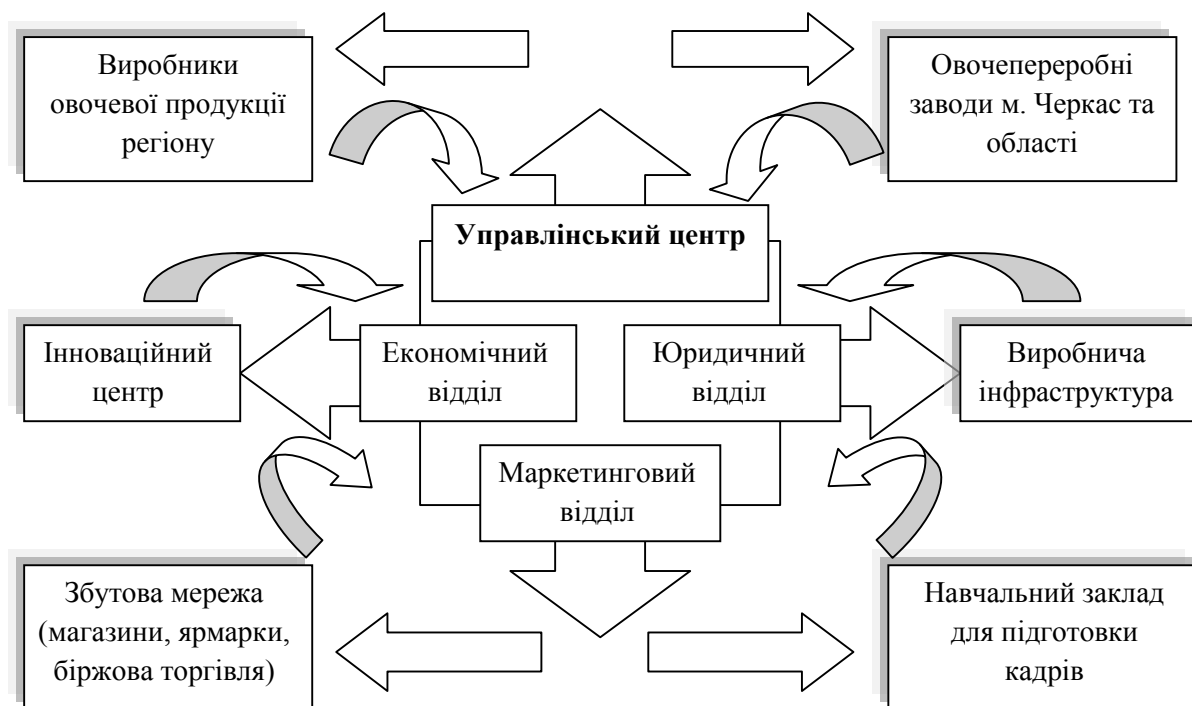 Виробники
овочевої продукції
регіону
Овочепереробні
заводи м. Черкас та
області
Управлінський центр
Інноваційний
центр
Економічний
відділ
Юридичний
відділ
Виробнича
інфраструктура
Маркетинговий
відділ
Збутова мережа
(магазини, ярмарки,
біржова торгівля)
Навчальний заклад
для підготовки
кадрів